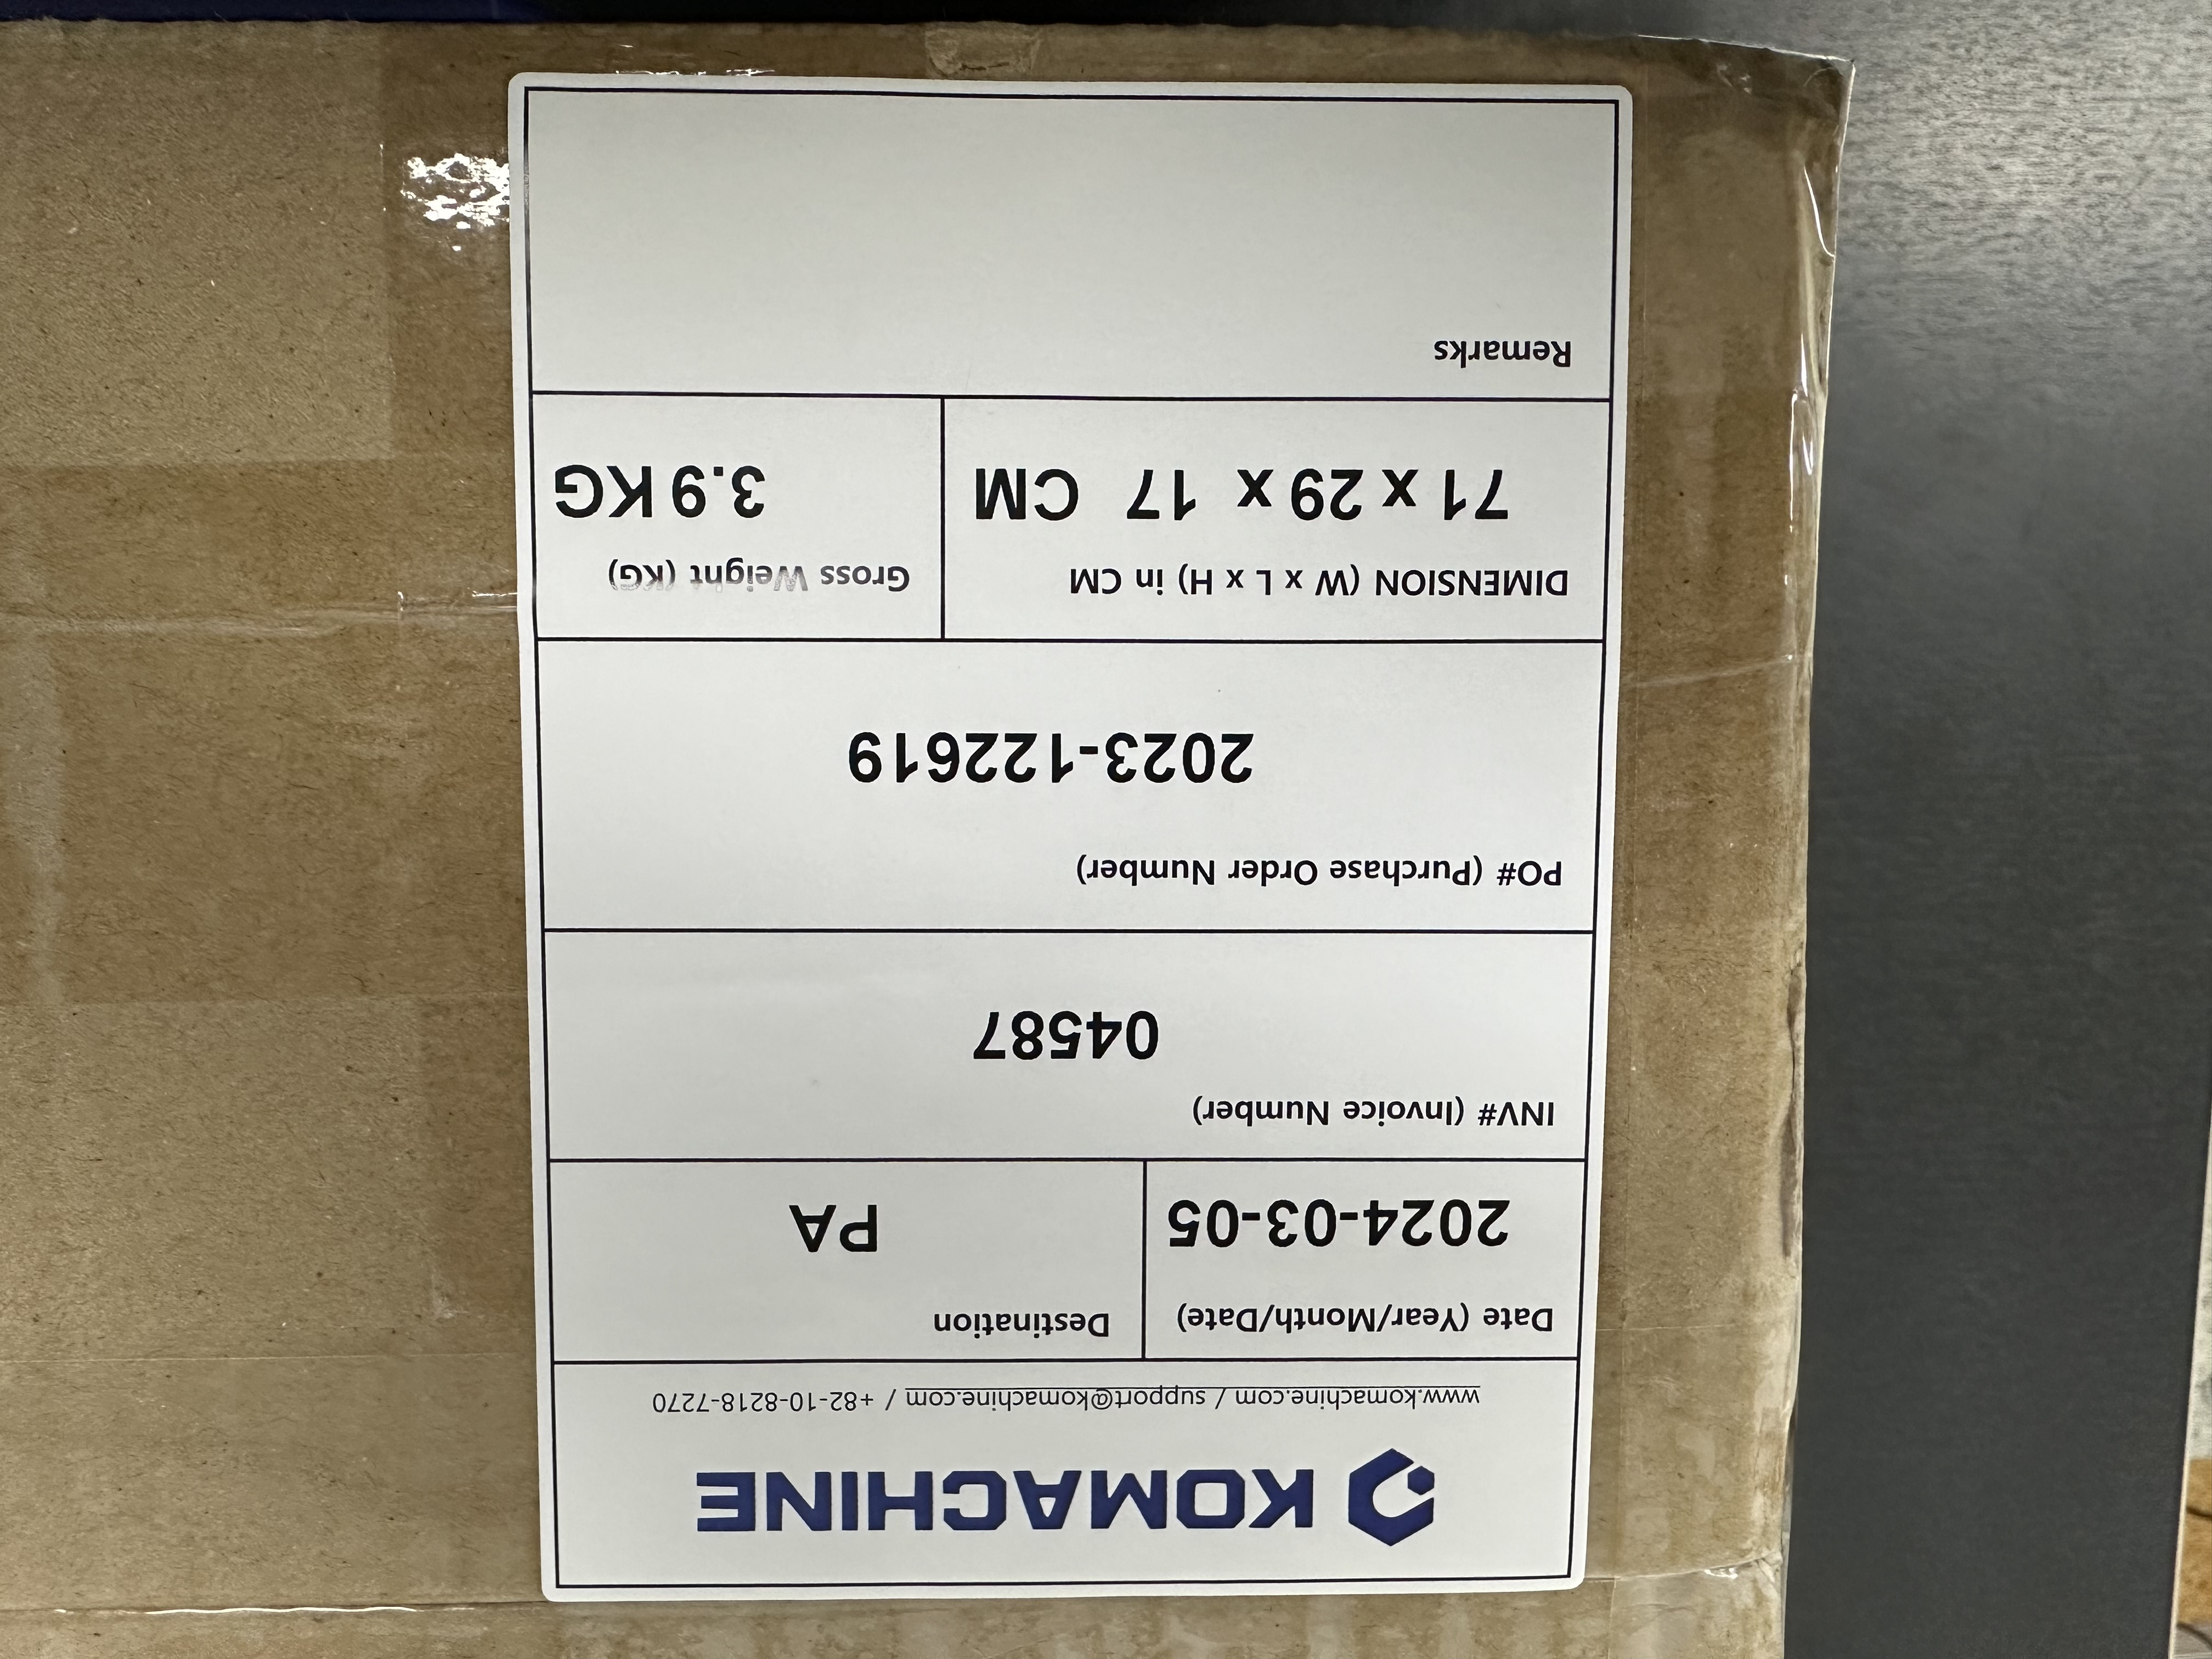 KOMACHINE
www.komachine.com / support@komachine.com / +82-10-8218-7270
Date (Year/Month/Date)
2024-03-05
Destination
PA
INV# (Invoice Number)
04587
PO# (Purchase Order Number)
2023-122619
DIMENSION (W x L x H) in CM
71 x 29 x 17 CM
Gross Weight (KG)
3.9 KG
Remarks